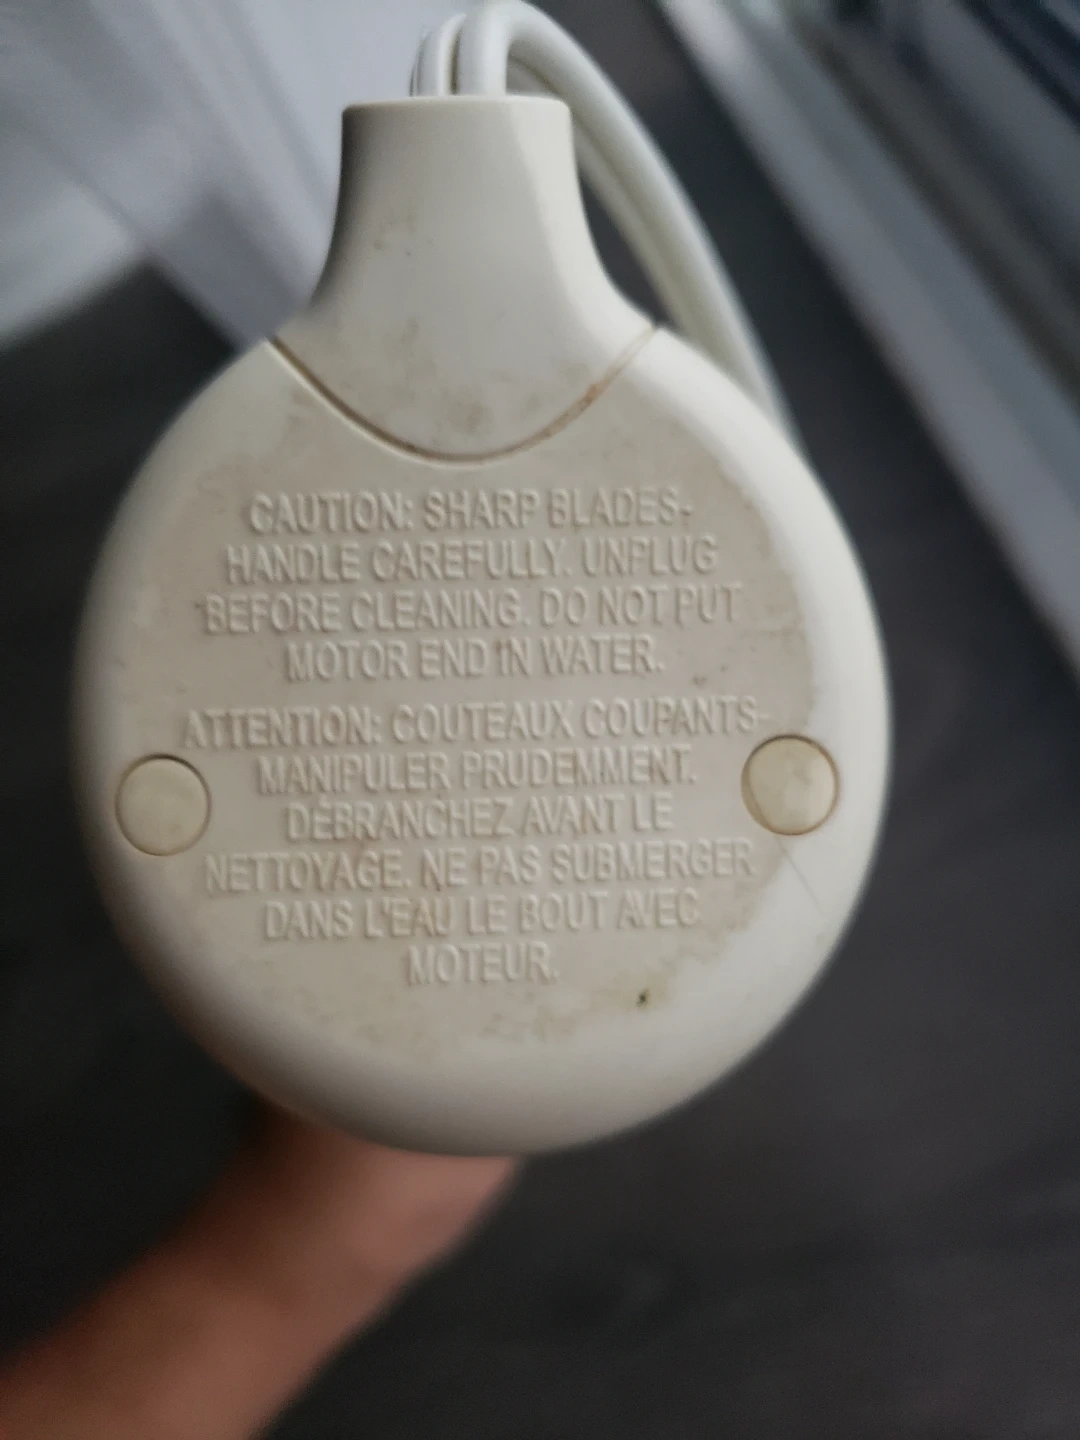 CAUTION: SHARP BLADES-
HANDLE CAREFULLY. UNPLUG
BEFORE CLEANING. DO NOT PUT
MOTOR END IN WATER.
ATTENTION: COUTEAUX COUPANTS-
MANIPULER PRUDEMMENT.
DÉBRANCHEZ AVANT LE
NETTOYAGE. NE PAS SUBMERGER
DANS L'EAU LE BOUT AVEC
MOTEUR.